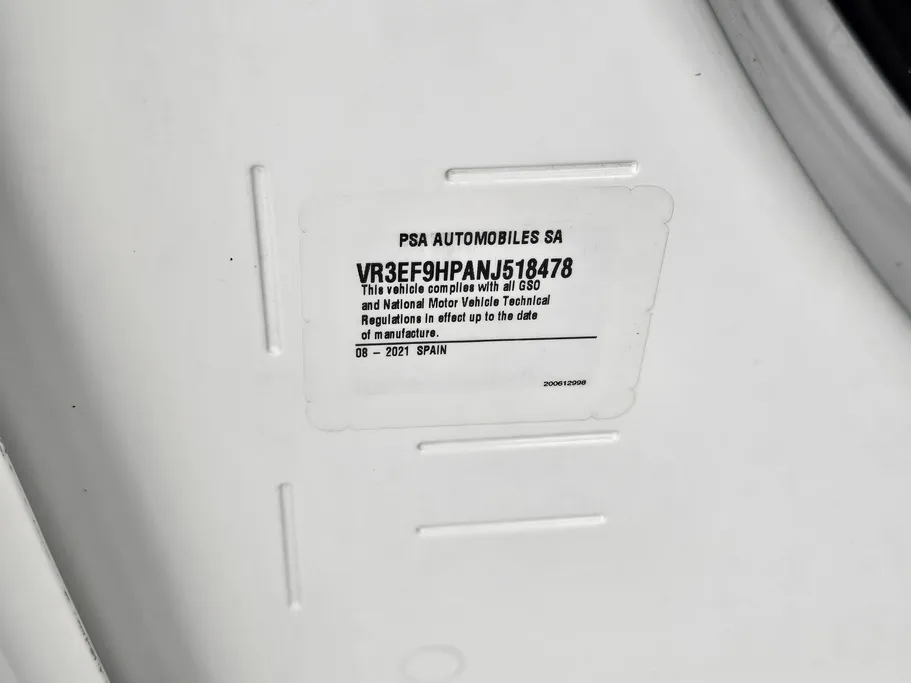 PSA AUTOMOBILES SA
VR3EF9HPANJ518478
This vehicle complies with all GSO
and National Motor Vehicle Technical
Regulations in effect up to the date
of manufacture.
08 - 2021 SPAIN
200612998